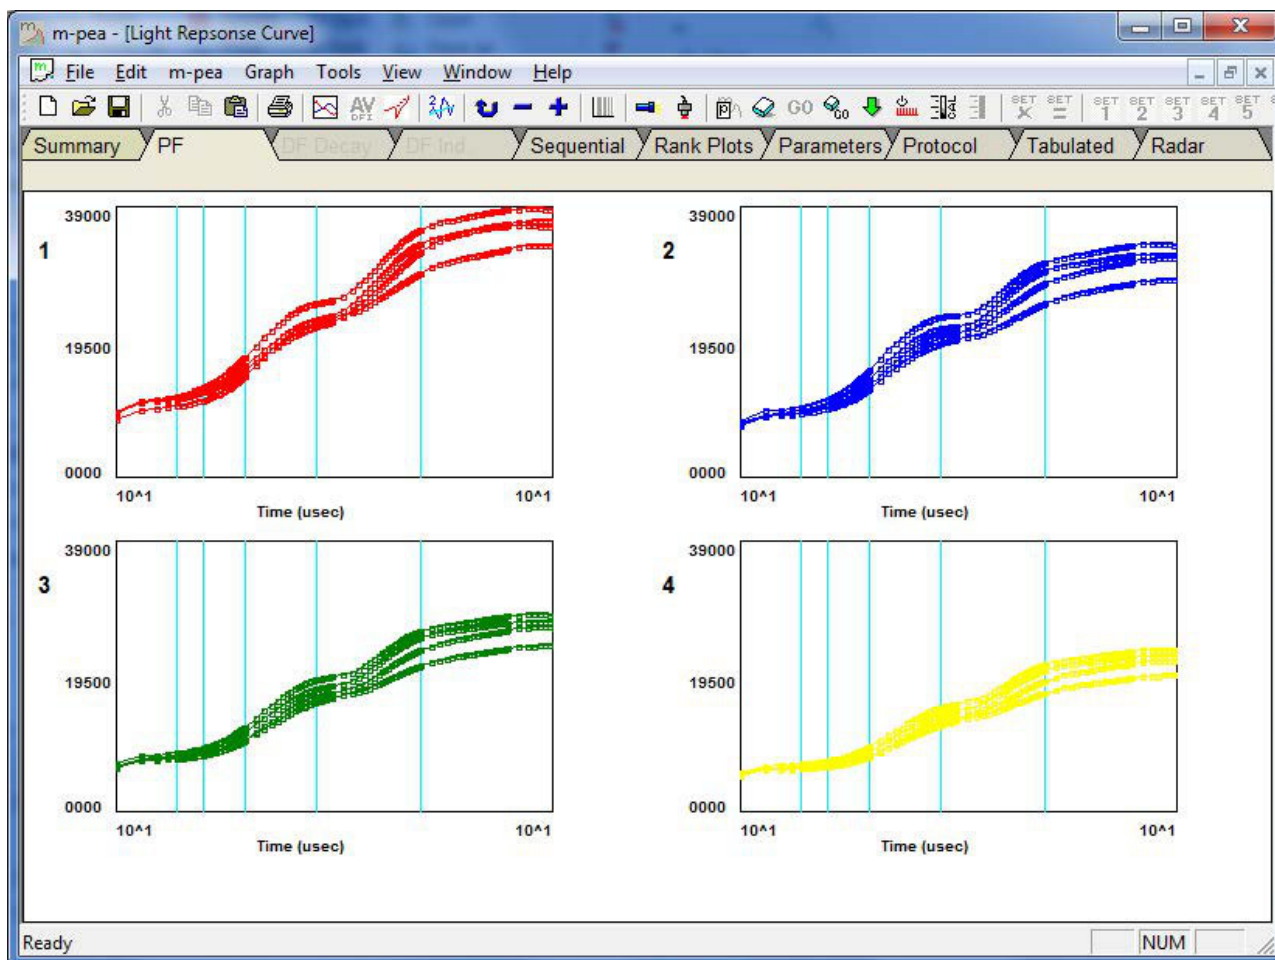 m-pea - [Light Repsonse Curve]
File Edit m-pea Graph Tools View Window Help
AV DFI GO GO SET X SET = SET 1 SET 2 SET 3 SET 4 SET 5
Summary PF DF Decay DF Ind... Sequential Rank Plots Parameters Protocol Tabulated Radar
1
39000
19500
0000
10^1 10^1
Time (usec)
2
39000
19500
0000
10^1 10^1
Time (usec)
3
39000
19500
0000
10^1 10^1
Time (usec)
4
39000
19500
0000
10^1 10^1
Time (usec)
Ready NUM